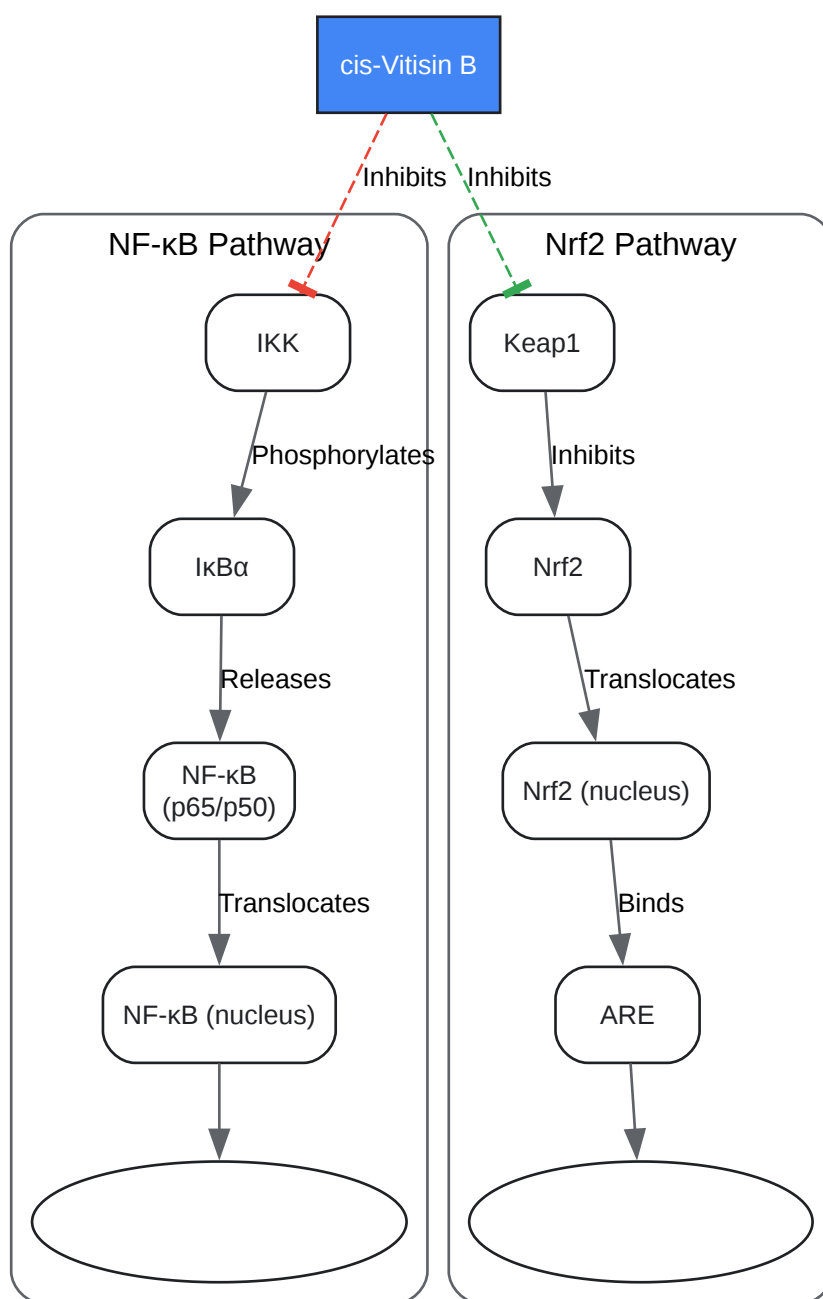 cis-Vitisin B
Inhibits
Inhibits
NF-κB Pathway
IKK
Phosphorylates
IκBα
Releases
NF-κB
(p65/p50)
Translocates
NF-κB (nucleus)
Nrf2 Pathway
Keap1
Inhibits
Nrf2
Translocates
Nrf2 (nucleus)
Binds
ARE